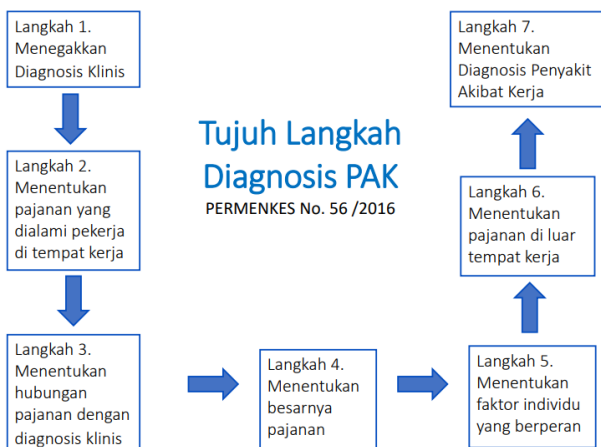 Tujuh Langkah
Diagnosis PAK
PERMENKES No. 56 /2016
Langkah 1.
Menegakkan
Diagnosis Klinis
Langkah 2.
Menentukan
pajanan yang
dialami pekerja
di tempat kerja
Langkah 3.
Menentukan
hubungan
pajanan dengan
diagnosis klinis
Langkah 4.
Menentukan
besarnya
pajanan
Langkah 5.
Menentukan
faktor individu
yang berperan
Langkah 6.
Menentukan
pajanan di luar
tempat kerja
Langkah 7.
Menentukan
Diagnosis Penyakit
Akibat Kerja